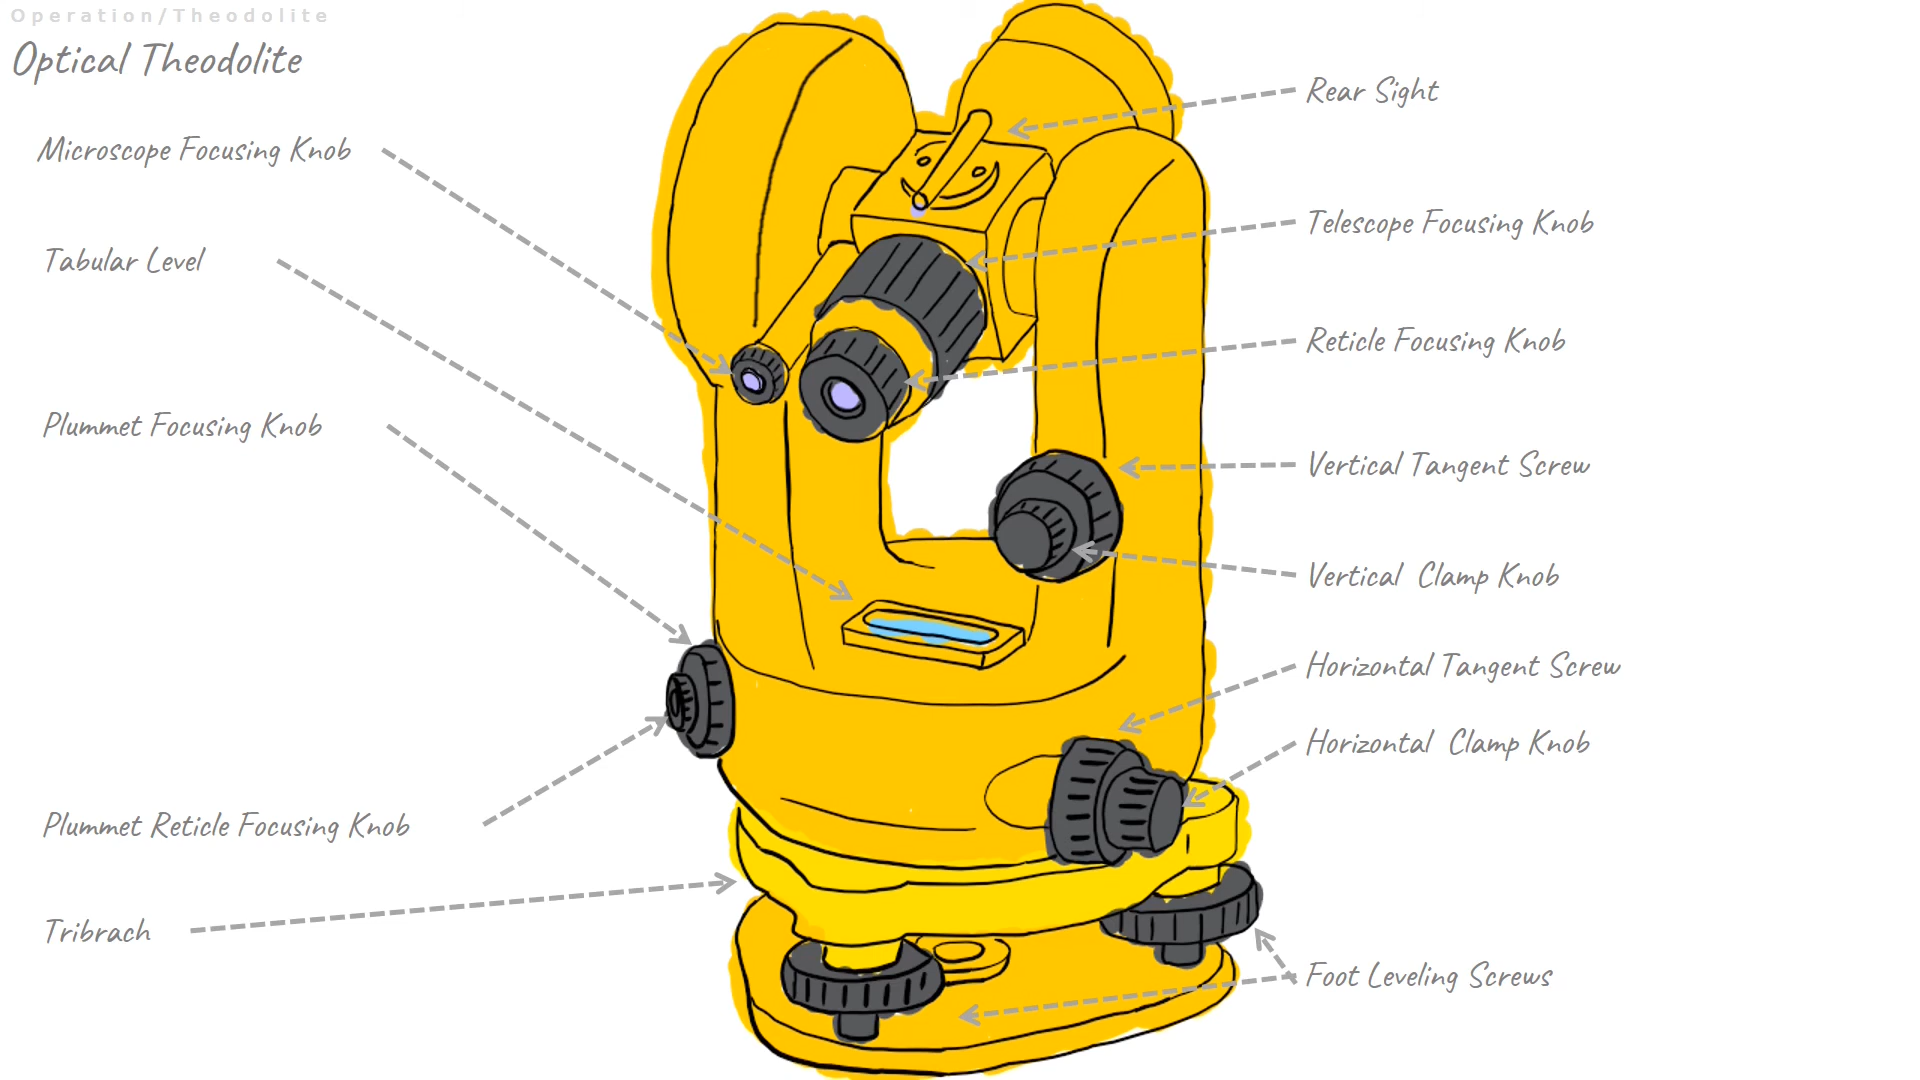 Operation/Theodolite
Optical Theodolite
Microscope Focusing Knob
Tabular Level
Plummet Focusing Knob
Plummet Reticle Focusing Knob
Tribrach
Rear Sight
Telescope Focusing Knob
Reticle Focusing Knob
Vertical Tangent Screw
Vertical Clamp Knob
Horizontal Tangent Screw
Horizontal Clamp Knob
Foot Leveling Screws